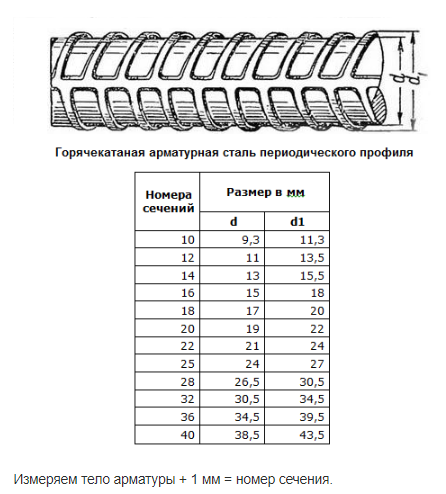 d
d₁
Горячекатаная арматурная сталь периодического профиля
Номера сечений Размер в мм
d d1
10 9,3 11,3
12 11 13,5
14 13 15,5
16 15 18
18 17 20
20 19 22
22 21 24
25 24 27
28 26,5 30,5
32 30,5 34,5
36 34,5 39,5
40 38,5 43,5
Измеряем тело арматуры + 1 мм = номер сечения.